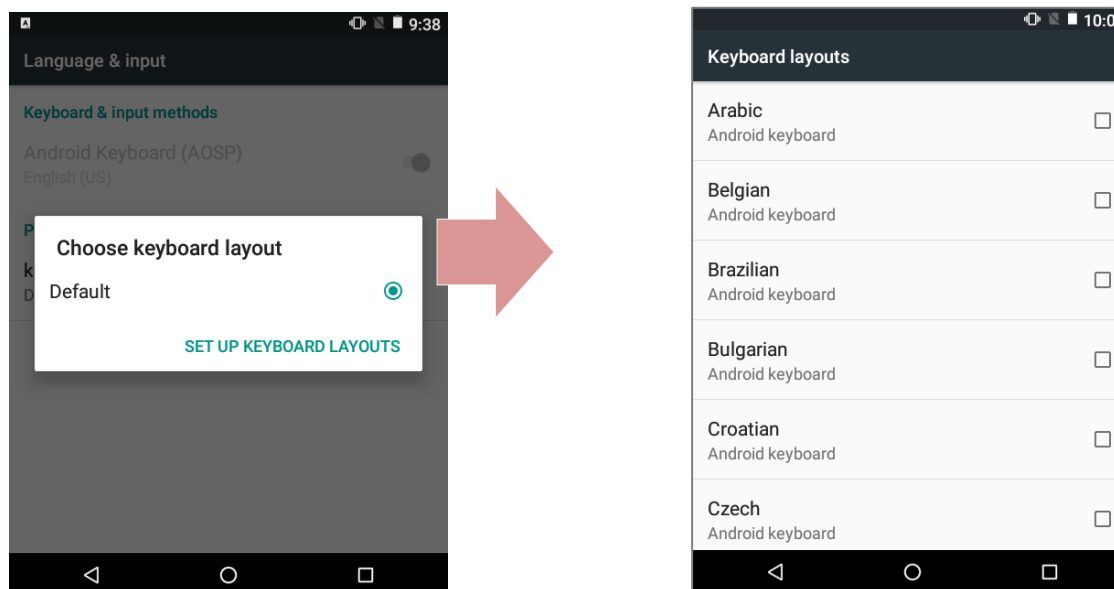 9:38
Language & input
Keyboard & input methods
Android Keyboard (AOSP)
English (US)
P
k
D
Choose keyboard layout
Default
SET UP KEYBOARD LAYOUTS
10:0
Keyboard layouts
Arabic
Android keyboard
Belgian
Android keyboard
Brazilian
Android keyboard
Bulgarian
Android keyboard
Croatian
Android keyboard
Czech
Android keyboard